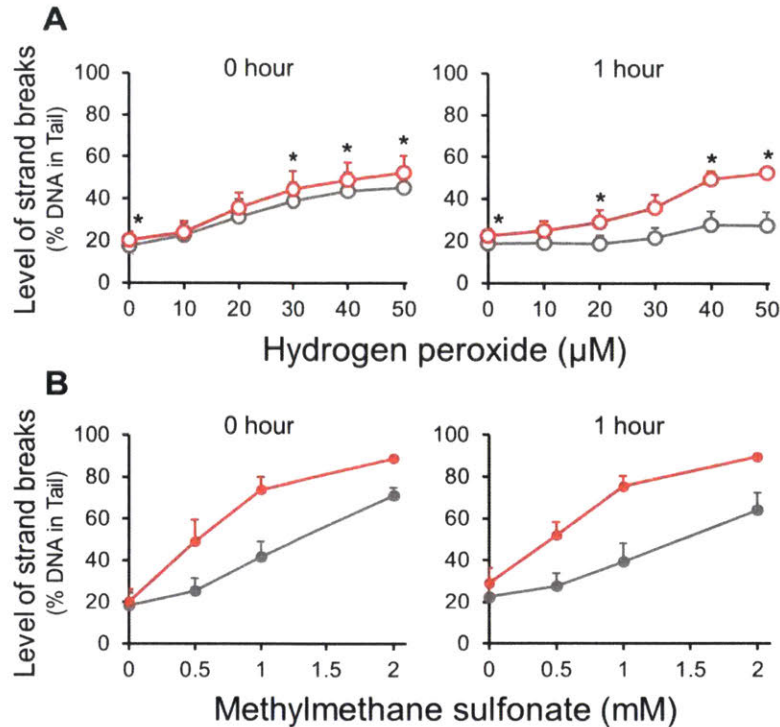 A
0 hour
1 hour
Level of strand breaks
(% DNA in Tail)
100
80
60
40
20
0
* * * *
0 10 20 30 40 50
100
80
60
40
20
0
* * * *
0 10 20 30 40 50
Hydrogen peroxide (μM)
B
0 hour
1 hour
Level of strand breaks
(% DNA in Tail)
100
80
60
40
20
0
0 0.5 1 1.5 2
100
80
60
40
20
0
0 0.5 1 1.5 2
Methylmethane sulfonate (mM)